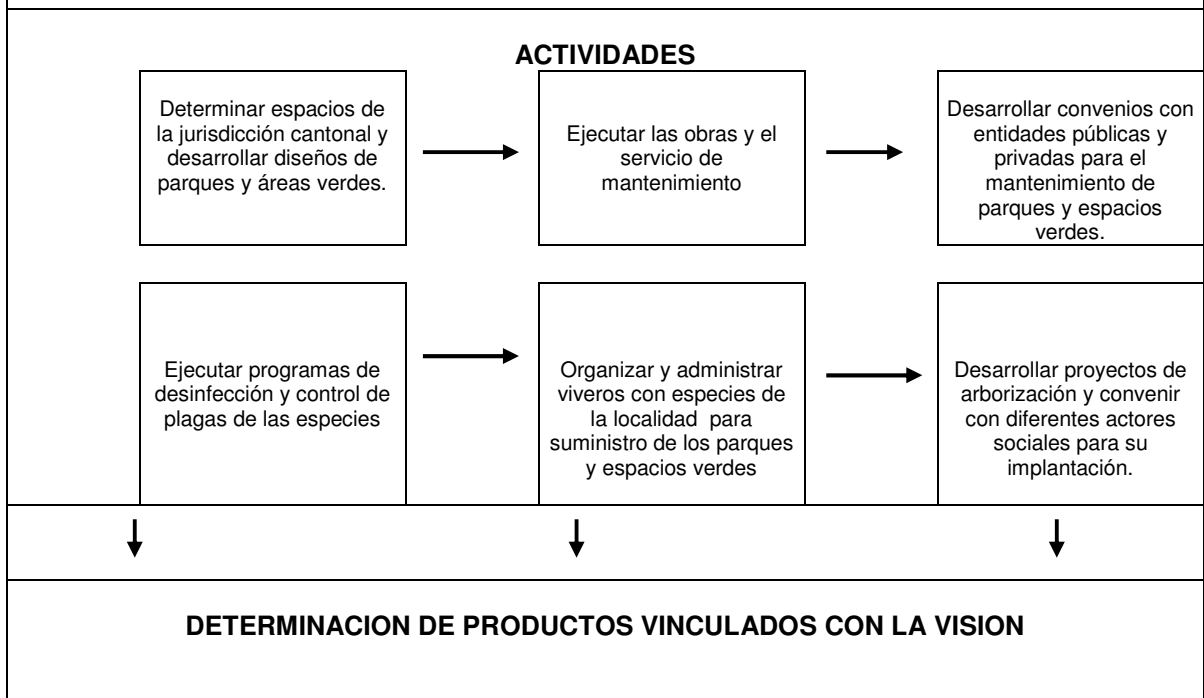 ACTIVIDADES
Determinar espacios de
la jurisdicción cantonal y
desarrollar diseños de
parques y áreas verdes.
Ejecutar las obras y el
servicio de
mantenimiento
Desarrollar convenios con
entidades públicas y
privadas para el
mantenimiento de
parques y espacios
verdes.
Ejecutar programas de
desinfección y control de
plagas de las especies
Organizar y administrar
viveros con especies de
la localidad para
suministro de los parques
y espacios verdes
Desarrollar proyectos de
arborización y convenir
con diferentes actores
sociales para su
implantación.
DETERMINACION DE PRODUCTOS VINCULADOS CON LA VISION